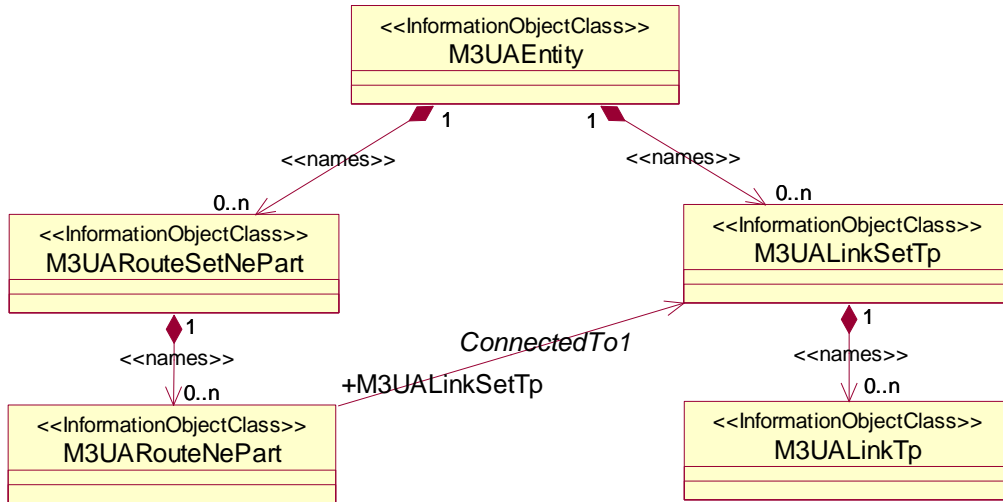 <<InformationObjectClass>>
M3UAEntity
1
1
<<names>>
<<names>>
0..n
0..n
<<InformationObjectClass>>
M3UARouteSetNePart
<<InformationObjectClass>>
M3UALinkSetTp
1
1
<<names>>
ConnectedTo1
<<names>>
+M3UALinkSetTp
0..n
0..n
<<InformationObjectClass>>
M3UARouteNePart
<<InformationObjectClass>>
M3UALinkTp